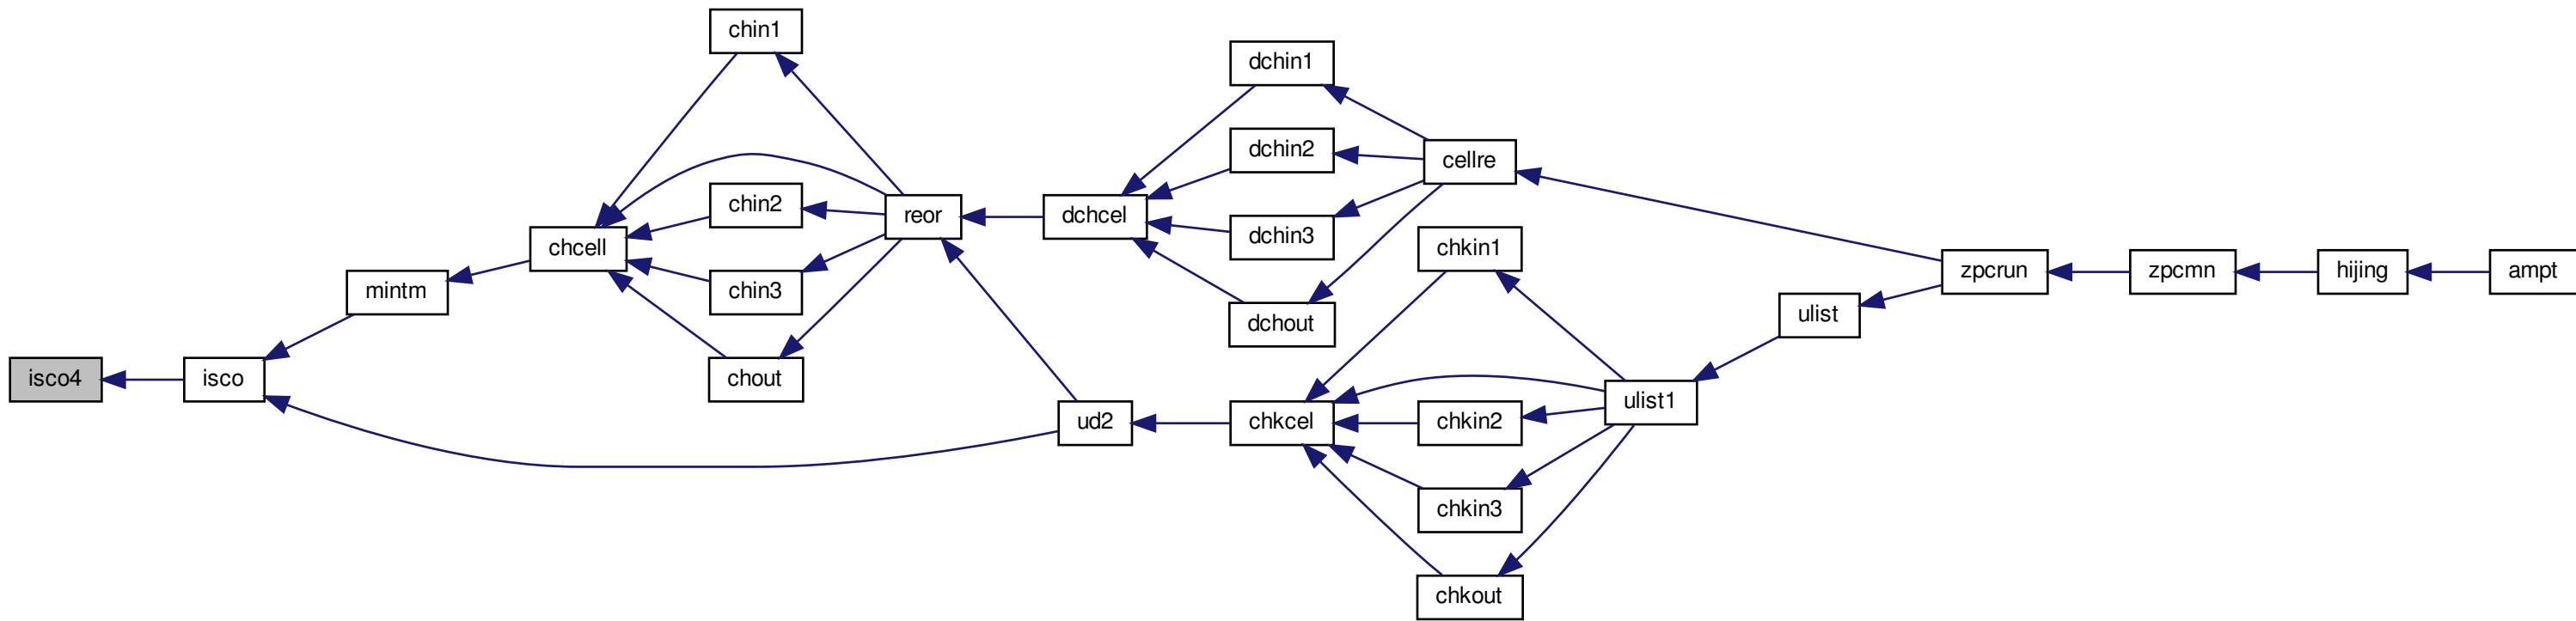 isco4
isco
mintm
chcell
chin1
chin2
chin3
chout
reor
dchcel
ud2
dchin1
dchin2
dchin3
dchout
chkcel
cellre
chkin1
chkin2
chkin3
chkout
ulist1
ulist
zpcrun
zpcmn
hijing
ampt